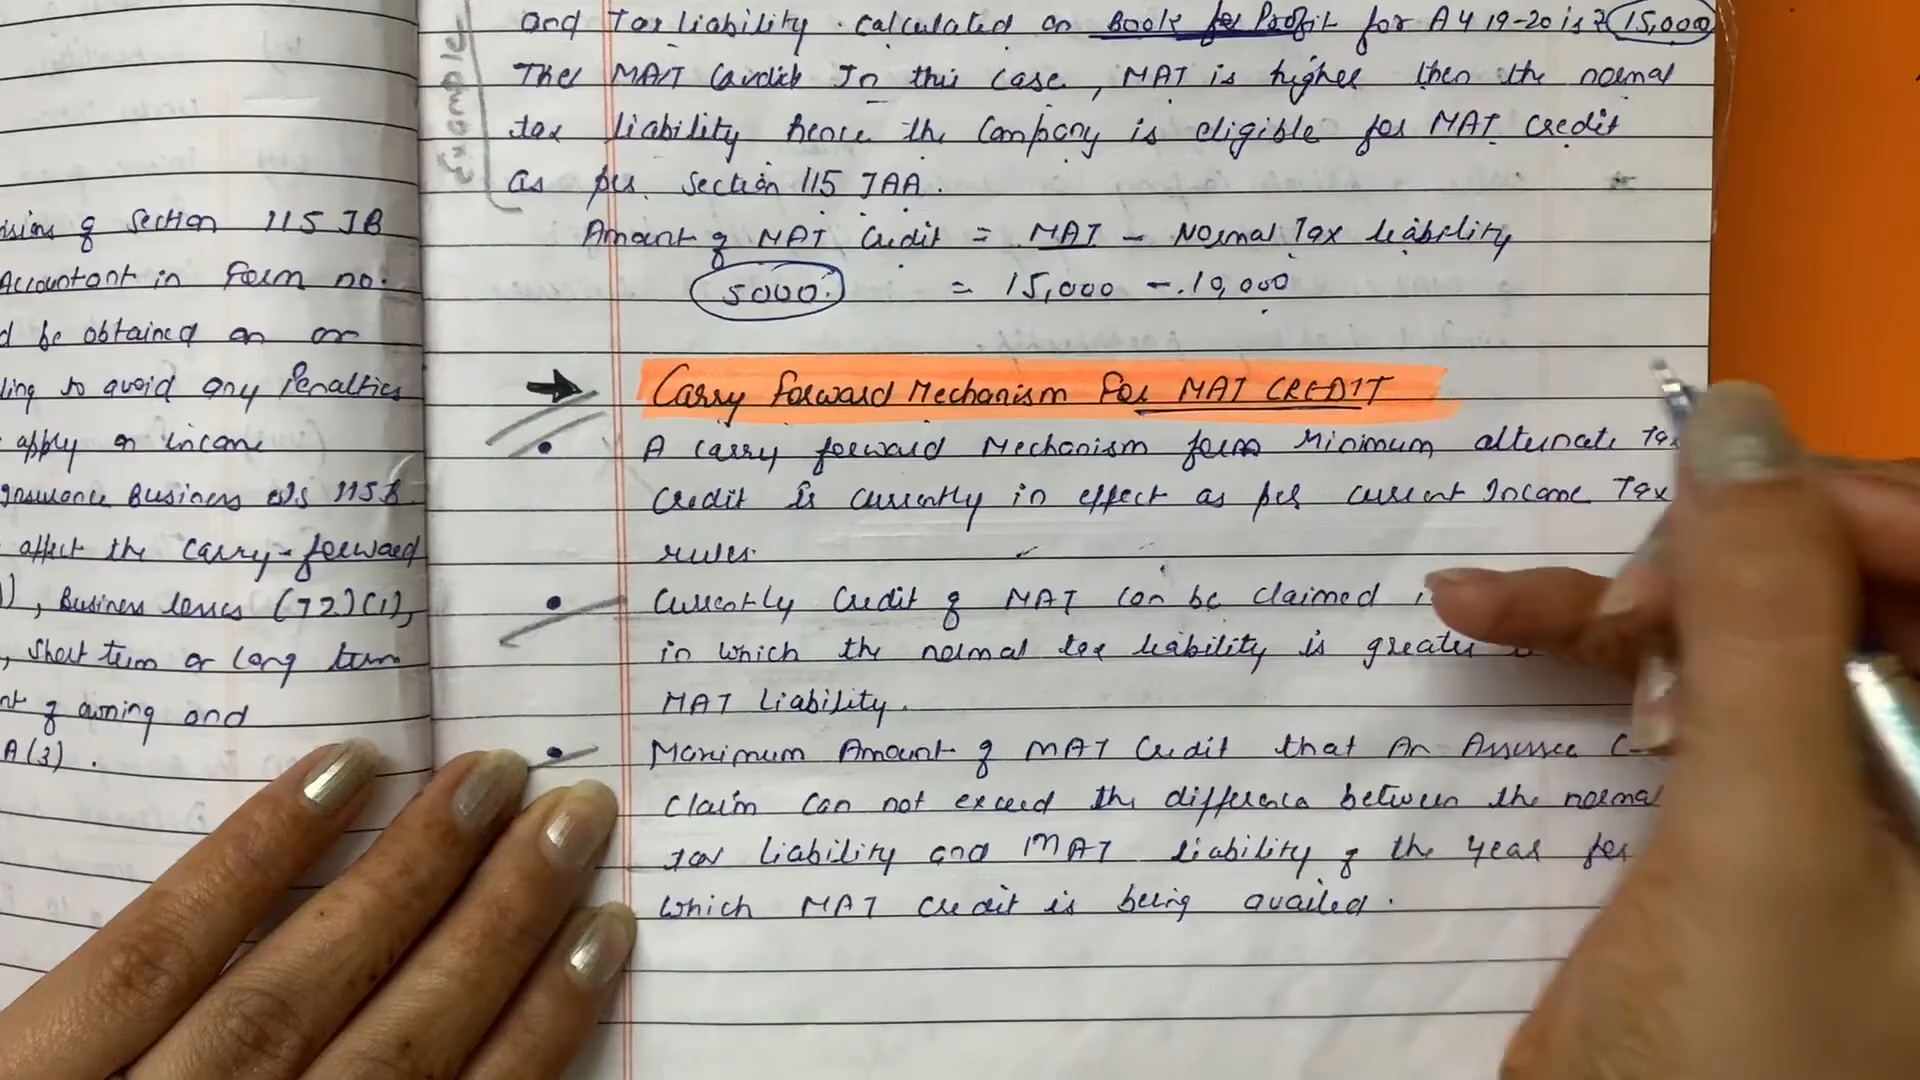 isions of Section 115 JB
Accountant in Form no.
d be obtained on or
ling to avoid any Penalties
apply on income
Insurance Business u/s 115B.
affect the carry-forward
), Business losses (72)(1),
, Short term or long term
nt of owning and
A(3).
Example
and Tax liability. calculated on Book Profit for A Y 19-20 is ₹ 15,000
The MAT Credit In this case, MAT is higher then the normal
tax liability hence the Company is eligible for MAT Credit
as per Section 115 JAA.
Amount of MAT Credit = MAT - Normal Tax liability
5000. = 15,000 - 10,000
Carry Forward Mechanism For MAT CREDIT
A carry forward Mechanism form Minimum alternate Tax
Credit is currently in effect as per current Income Tax
rules.
Currently Credit of MAT can be claimed
in which the normal tax liability is greater
MAT Liability.
Maximum Amount of MAT Credit that An Assessee
Claim Can not exceed the difference between the normal
tax liability and MAT liability of the year for
which MAT credit is being availed.